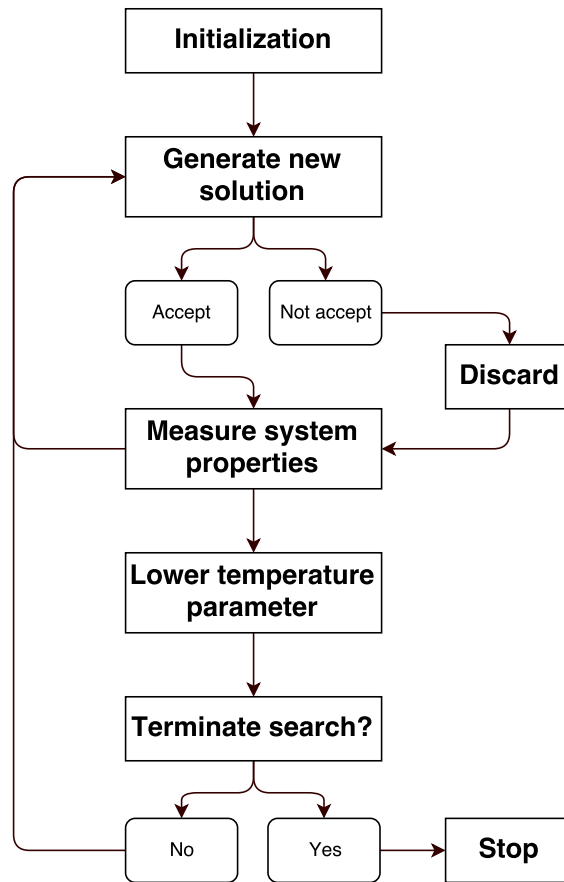 Initialization
Generate new
solution
Accept
Not accept
Discard
Measure system
properties
Lower temperature
parameter
Terminate search?
No
Yes
Stop